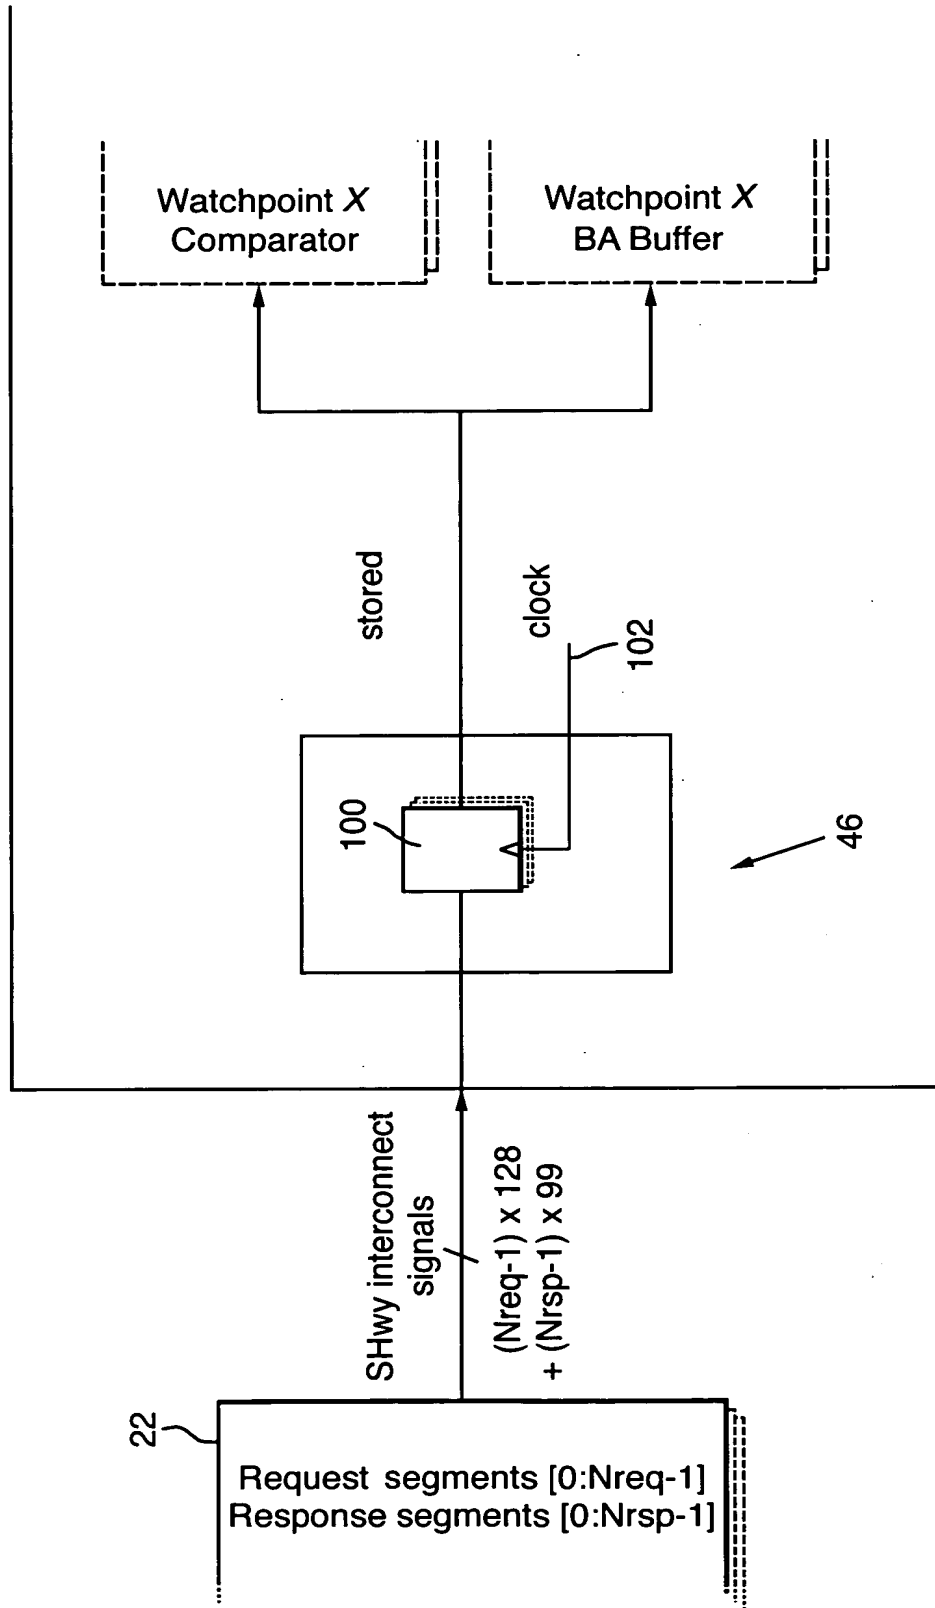 Watchpoint X
Comparator
Watchpoint X
BA Buffer
stored
clock
102
100
46
SHwy interconnect
signals
(Nreq-1) x 128
+ (Nrsp-1) x 99
22
Request segments [0:Nreq-1]
Response segments [0:Nrsp-1]